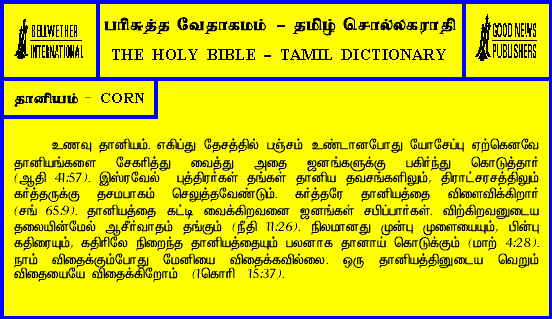 BELLWETHER
INTERNATIONAL
பரிசுத்த வேதாகமம் - தமிழ் சொல்லகராதி
THE HOLY BIBLE - TAMIL DICTIONARY
GOOD NEWS
PUBLISHERS
தானியம் - CORN
உணவு தானியம். எகிப்து தேசத்தில் பஞ்சம் உண்டானபோது யோசேப்பு ஏற்கெனவே
தானியங்களை சேகரித்து வைத்து அதை ஜனங்களுக்கு பகிர்ந்து கொடுத்தார்
(ஆதி 41:57). இஸ்ரவேல் புத்திரர்கள் தங்கள் தானிய தவசங்களிலும், திராட்சரசத்திலும்
கர்த்தருக்கு தசமபாகம் செலுத்தவேண்டும். கர்த்தரே தானியத்தை விளைவிக்கிறார்
(சங் 65:9). தானியத்தை கட்டி வைக்கிறவனை ஜனங்கள் சபிப்பார்கள். விற்கிறவனுடைய
தலையின்மேல் ஆசீர்வாதம் தங்கும் (நீதி 11:26). நிலமானது முன்பு முளையையும், பின்பு
கதிரையும், கதிரிலே நிறைந்த தானியத்தையும் பலனாக தானாய் கொடுக்கும் (மாற் 4:28).
நாம் விதைக்கும்போது மேனியை விதைக்கவில்லை. ஒரு தானியத்தினுடைய வெறும்
விதையையே விதைக்கிறோம் (1கொரி 15:37).